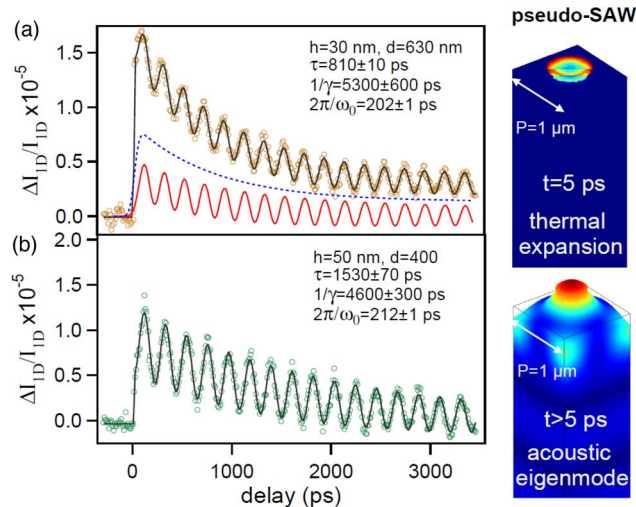 (a)
ΔI1D/I1D x10-5
1.5
1.0
0.5
0.0
h=30 nm, d=630 nm
τ=810±10 ps
1/γ=5300±600 ps
2π/ω0=202±1 ps
(b)
ΔI1D/I1D x10-5
2.0
1.5
1.0
0.5
0.0
h=50 nm, d=400
τ=1530±70 ps
1/γ=4600±300 ps
2π/ω0=212±1 ps
0 1000 2000 3000
delay (ps)
pseudo-SAW
P=1 μm
t=5 ps
thermal
expansion
P=1 μm
t>5 ps
acoustic
eigenmode